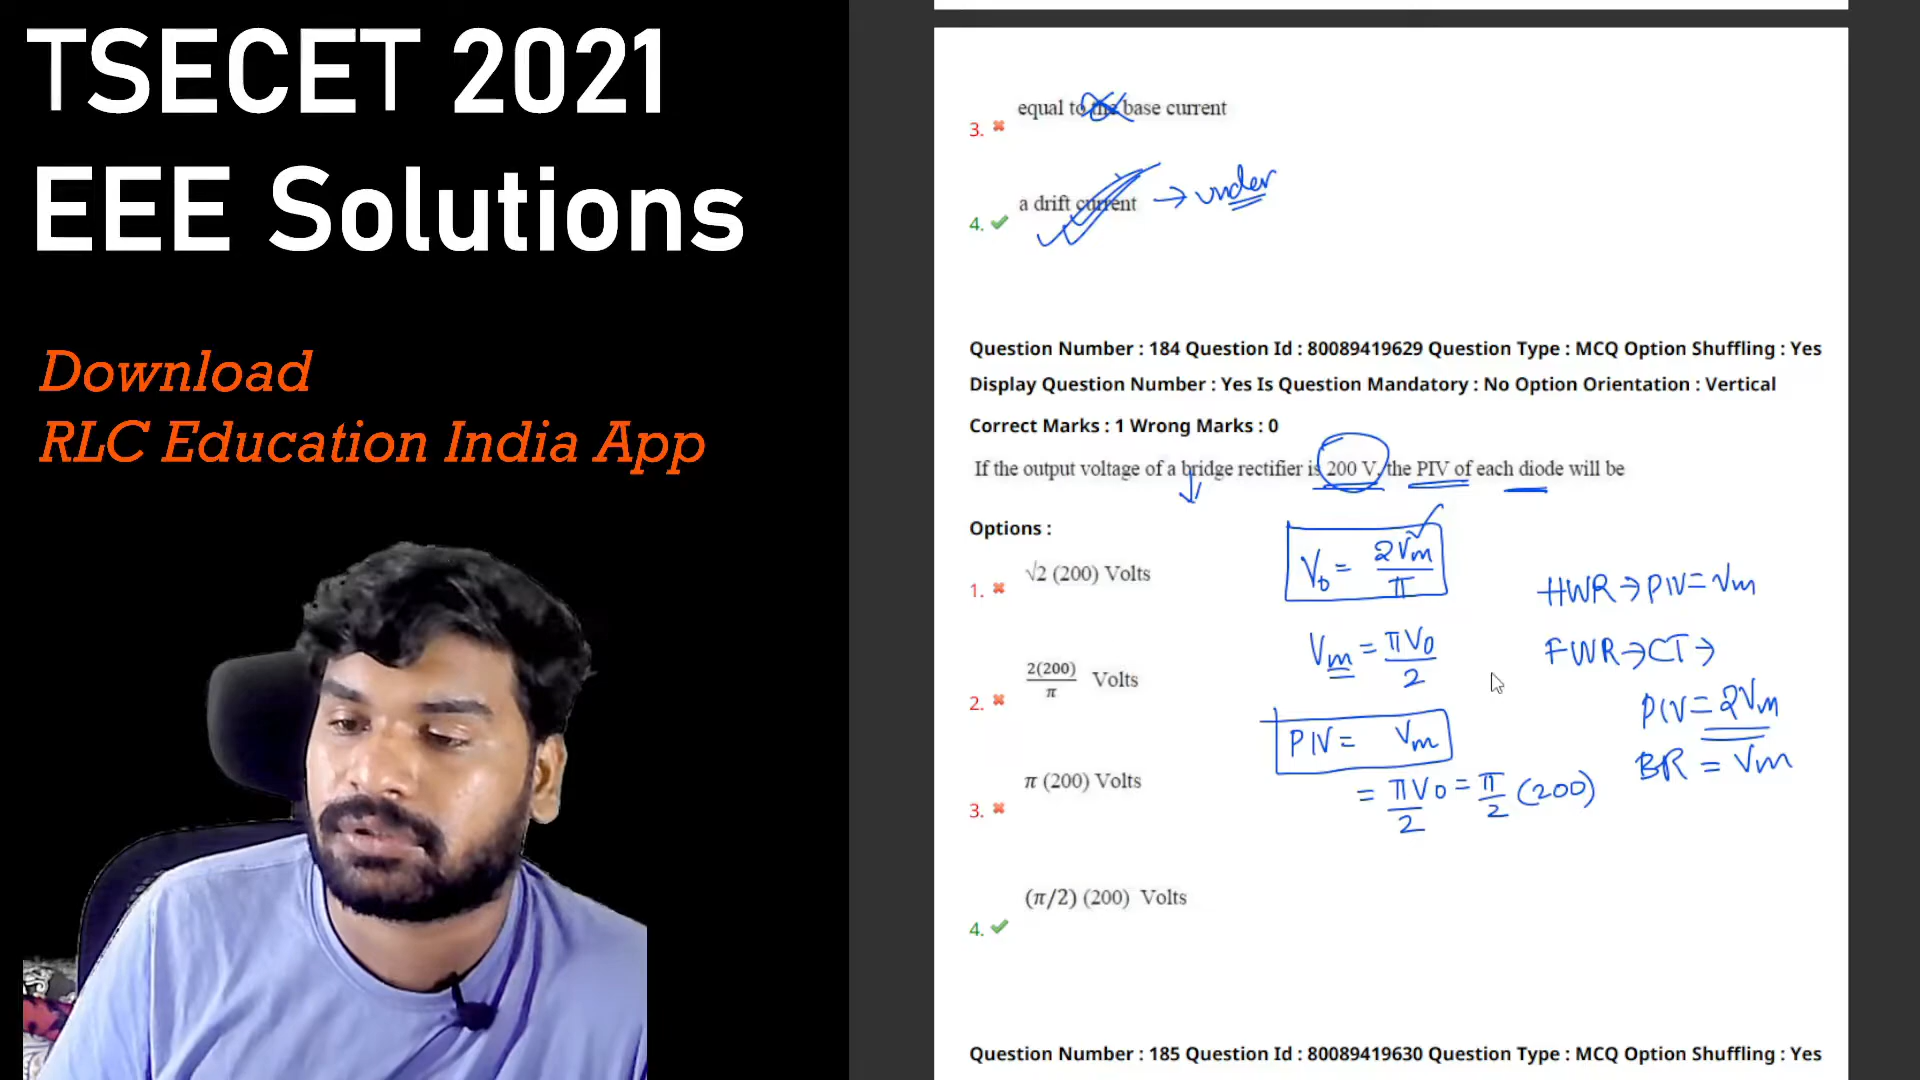 TSECET 2021
EEE Solutions
Download
RLC Education India App
equal to the base current
3.
a drift current → under
4.
Question Number : 184 Question Id : 80089419629 Question Type : MCQ Option Shuffling : Yes
Display Question Number : Yes Is Question Mandatory : No Option Orientation : Vertical
Correct Marks : 1 Wrong Marks : 0
If the output voltage of a bridge rectifier is 200 V, the PIV of each diode will be
Options :
√2 (200) Volts
1.
2(200)/π Volts
2.
π (200) Volts
3.
(π/2) (200) Volts
4.
V0 = 2Vm/π
Vm = πV0/2
PIV = Vm
= πV0/2 = π/2 (200)
HWR → PIV = Vm
FWR → CT →
PIV = 2Vm
BR = Vm
Question Number : 185 Question Id : 80089419630 Question Type : MCQ Option Shuffling : Yes